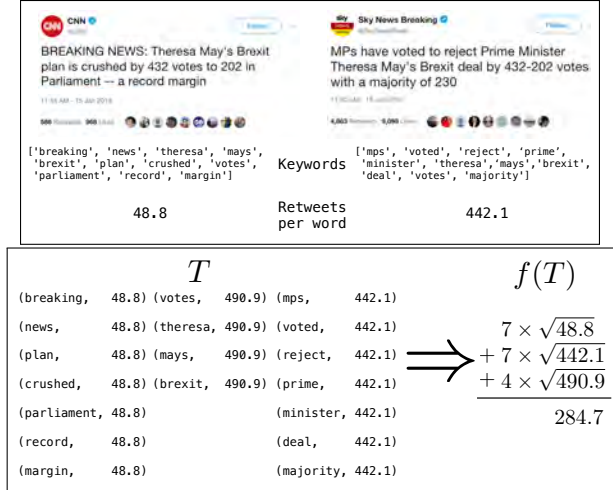 CNN
BREAKING NEWS: Theresa May's Brexit
plan is crushed by 432 votes to 202 in
Parliament -- a record margin
sky
Sky News Breaking
MPs have voted to reject Prime Minister
Theresa May's Brexit deal by 432-202 votes
with a majority of 230
['breaking', 'news', 'theresa', 'mays',
'brexit', 'plan', 'crushed', 'votes',
'parliament', 'record', 'margin']
Keywords
['mps', 'voted', 'reject', ‘prime’,
'minister', 'theresa',‘mays’,'brexit',
'deal', 'votes', 'majority']
48.8
Retweets
per word
442.1
T
(breaking, 48.8) (votes, 490.9) (mps, 442.1)
(news, 48.8) (theresa, 490.9) (voted, 442.1)
(plan, 48.8) (mays, 490.9) (reject, 442.1)
(crushed, 48.8) (brexit, 490.9) (prime, 442.1)
(parliament, 48.8) (minister, 442.1)
(record, 48.8) (deal, 442.1)
(margin, 48.8) (majority, 442.1)
⇒
f(T)
7 × √48.8
+ 7 × √442.1
+ 4 × √490.9
284.7